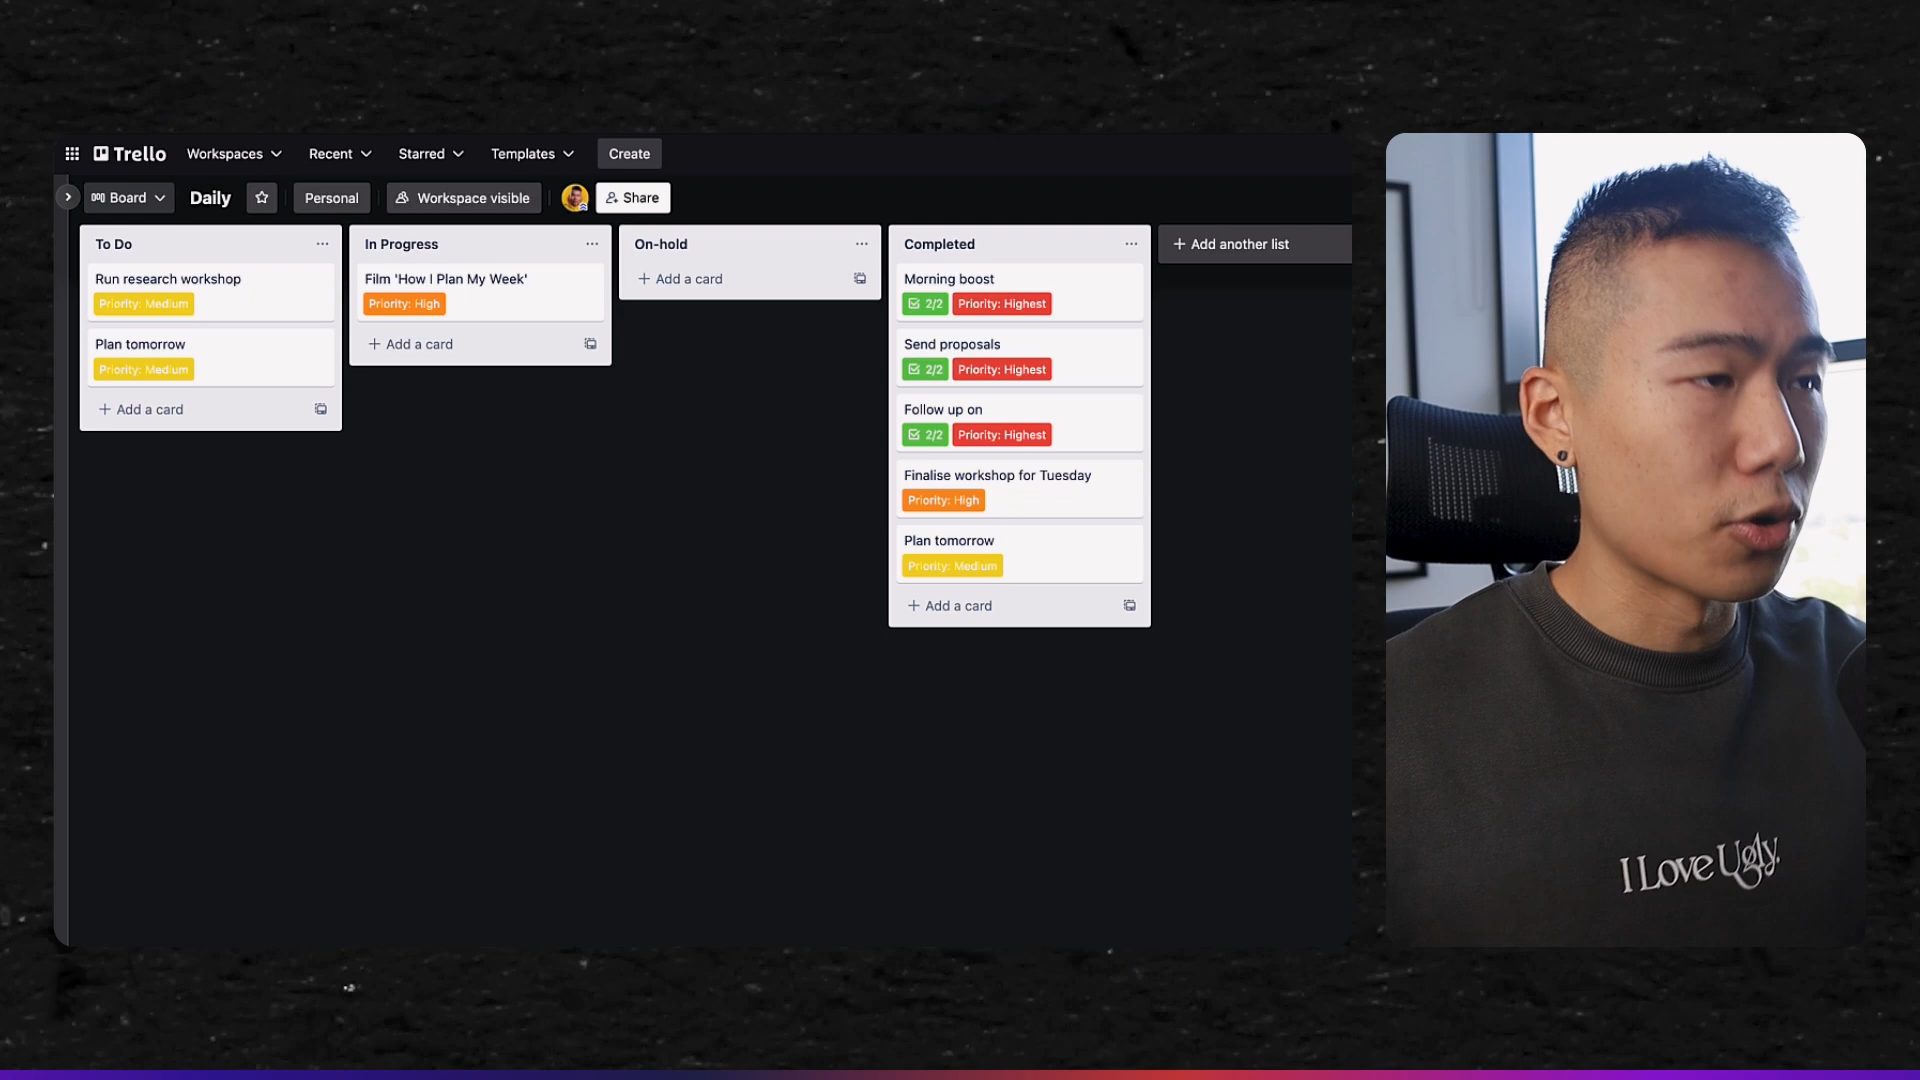 Trello Workspaces Recent Starred Templates Create
Board Daily Personal Workspace visible Share
To Do
Run research workshop
Priority: Medium
Plan tomorrow
Priority: Medium
+ Add a card
In Progress
Film 'How I Plan My Week'
Priority: High
+ Add a card
On-hold
+ Add a card
Completed
Morning boost
2/2 Priority: Highest
Send proposals
2/2 Priority: Highest
Follow up on
2/2 Priority: Highest
Finalise workshop for Tuesday
Priority: High
Plan tomorrow
Priority: Medium
+ Add a card
+ Add another list
I Love Ugly.